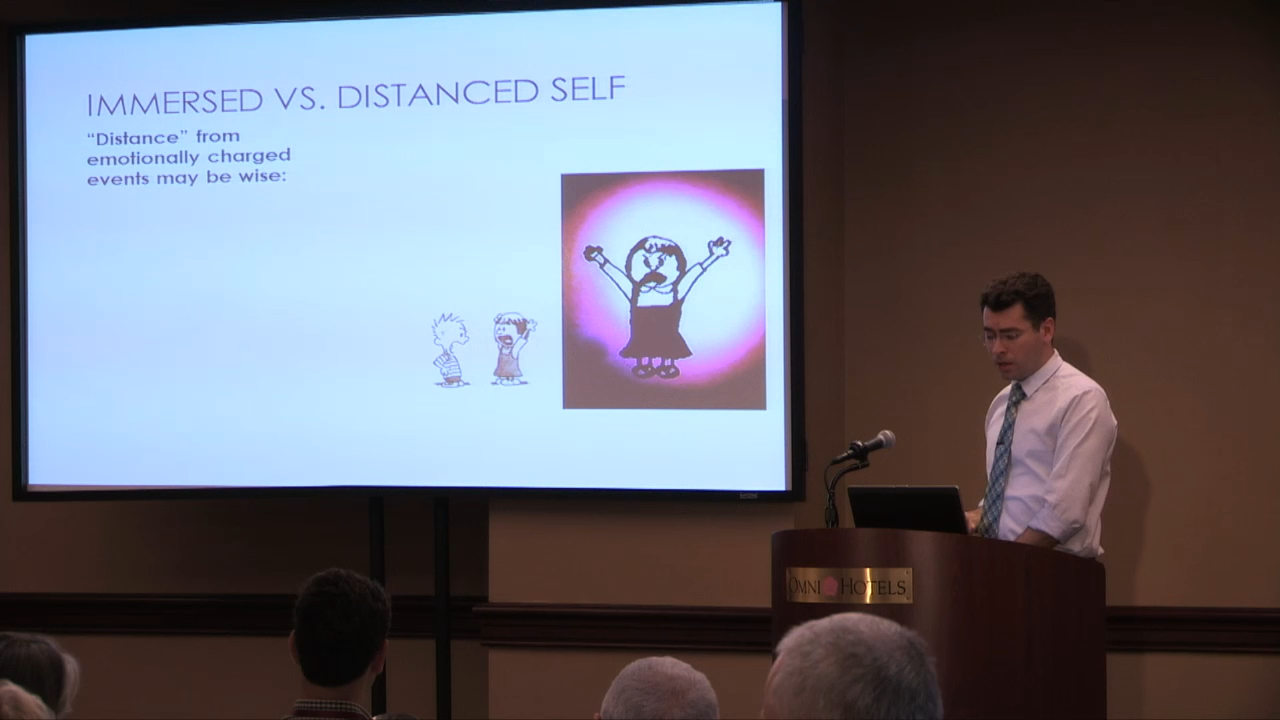 IMMERSED VS. DISTANCED SELF
“Distance” from
emotionally charged
events may be wise:
OMNI HOTELS